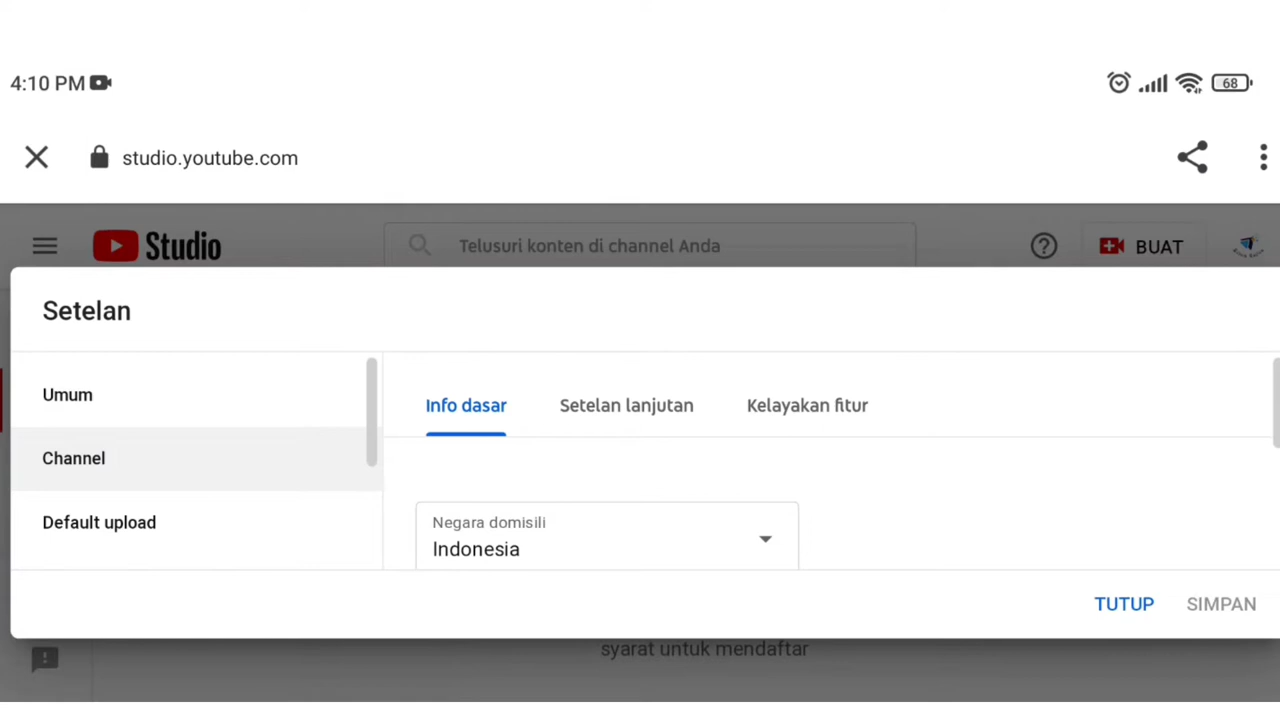 4:10 PM
68
studio.youtube.com
Studio
Telusuri konten di channel Anda
BUAT
Setelan
Umum
Channel
Default upload
Info dasar
Setelan lanjutan
Kelayakan fitur
Negara domisili
Indonesia
TUTUP
SIMPAN
syarat untuk mendaftar